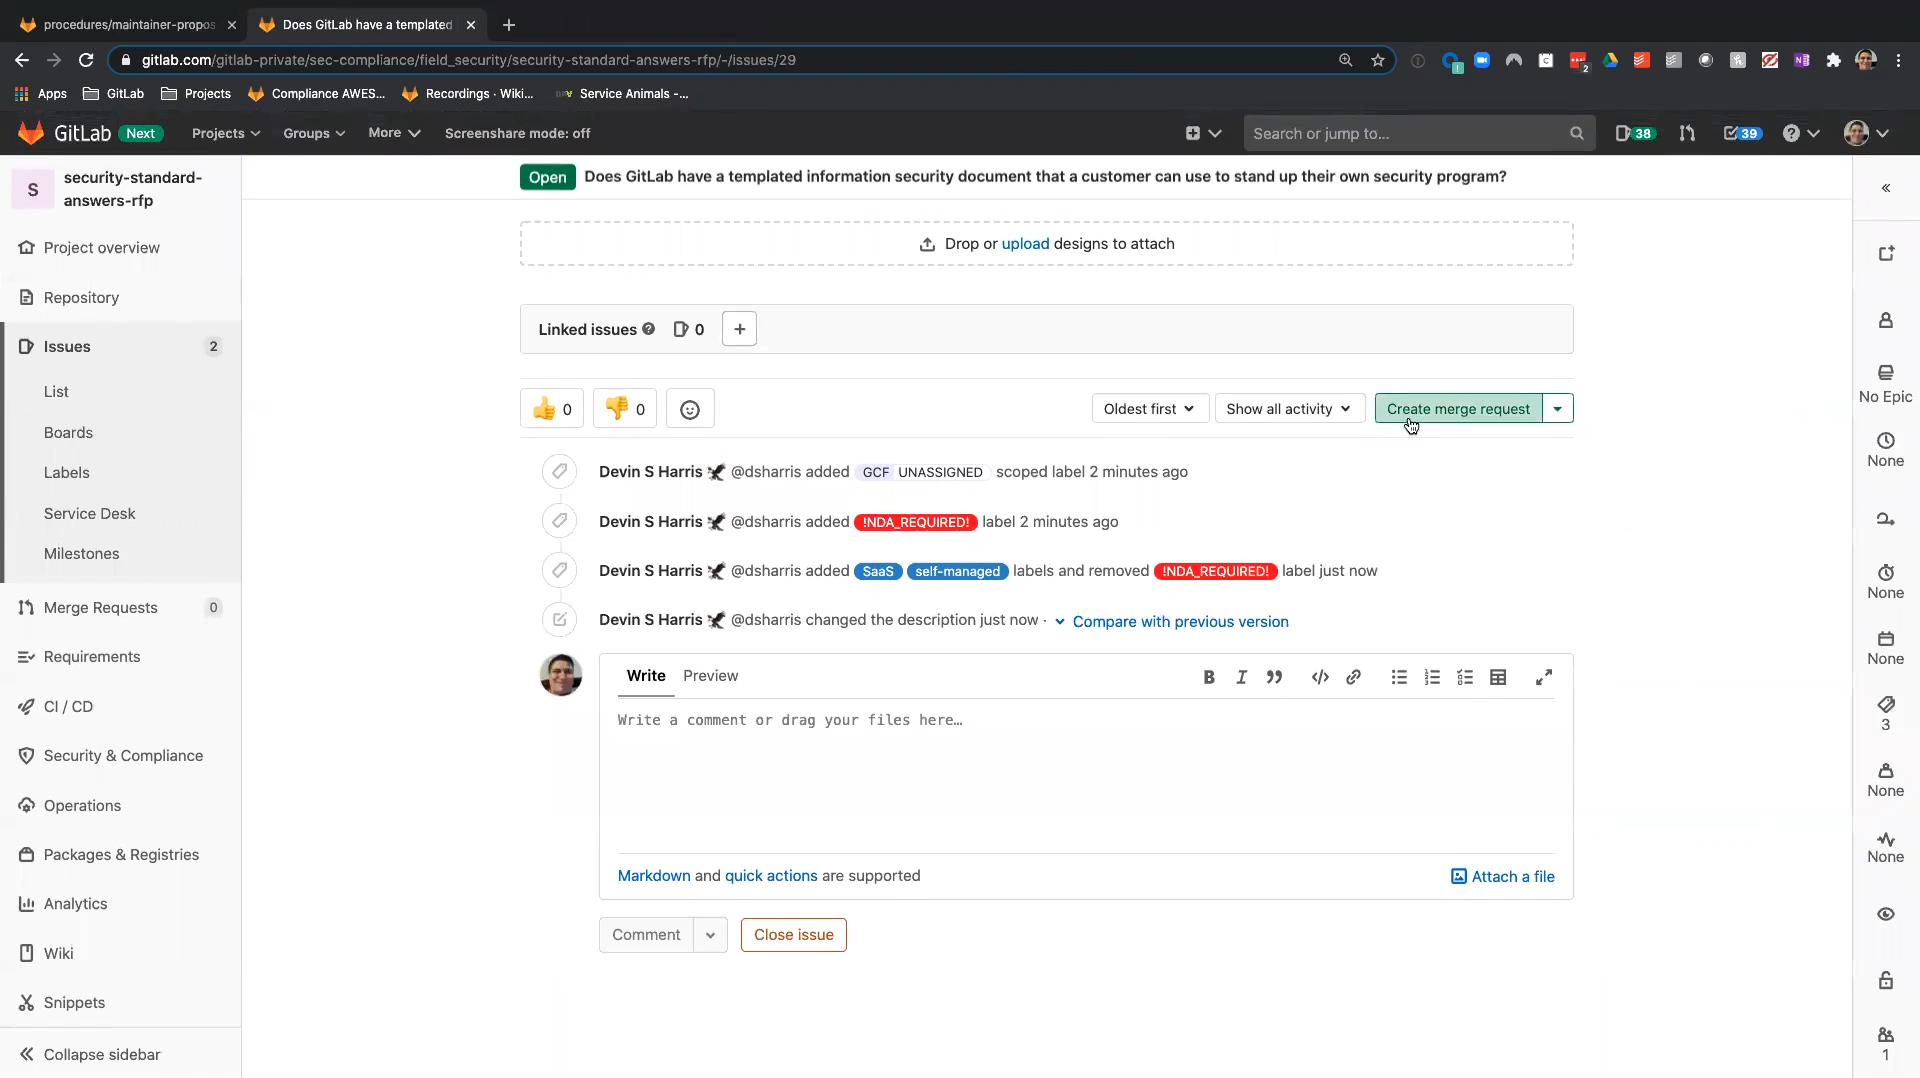 procedures/maintainer-propos
Does GitLab have a templated
gitlab.com/gitlab-private/sec-compliance/field_security/security-standard-answers-rfp/-/issues/29
2
Apps GitLab Projects Compliance AWES... Recordings · Wiki... Service Animals -...
GitLab Next Projects Groups More Screenshare mode: off Search or jump to... 38 39
S security-standard-answers-rfp
Open Does GitLab have a templated information security document that a customer can use to stand up their own security program?
Project overview
Repository
Issues 2
List
Boards
Labels
Service Desk
Milestones
Merge Requests 0
Requirements
CI / CD
Security & Compliance
Operations
Packages & Registries
Analytics
Wiki
Snippets
Collapse sidebar
Drop or upload designs to attach
Linked issues 0
0 0 Oldest first Show all activity Create merge request
Devin S Harris @dsharris added GCF UNASSIGNED scoped label 2 minutes ago
Devin S Harris @dsharris added !NDA_REQUIRED! label 2 minutes ago
Devin S Harris @dsharris added SaaS self-managed labels and removed !NDA_REQUIRED! label just now
Devin S Harris @dsharris changed the description just now · Compare with previous version
Write Preview
Write a comment or drag your files here…
Markdown and quick actions are supported Attach a file
Comment Close issue
No Epic
None
None
None
3
None
None
1